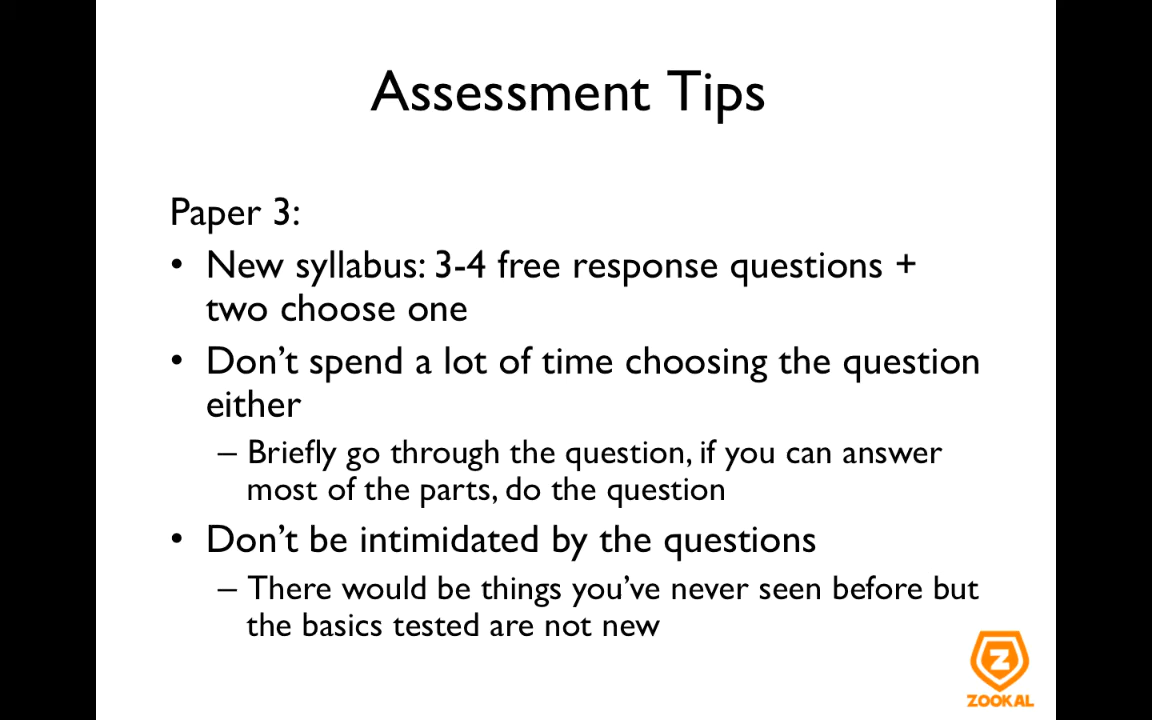 Assessment Tips
Paper 3:
• New syllabus: 3-4 free response questions +
two choose one
• Don’t spend a lot of time choosing the question
either
– Briefly go through the question, if you can answer
most of the parts, do the question
• Don’t be intimidated by the questions
– There would be things you’ve never seen before but
the basics tested are not new
Z
ZOOKAL